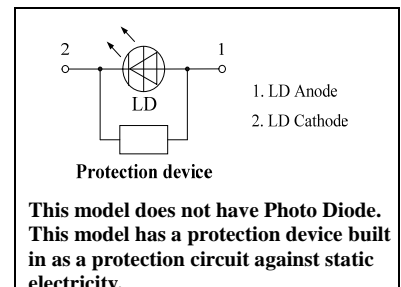 2
1
LD
1. LD Anode
2. LD Cathode
Protection device
This model does not have Photo Diode.
This model has a protection device built
in as a protection circuit against static
electricity.